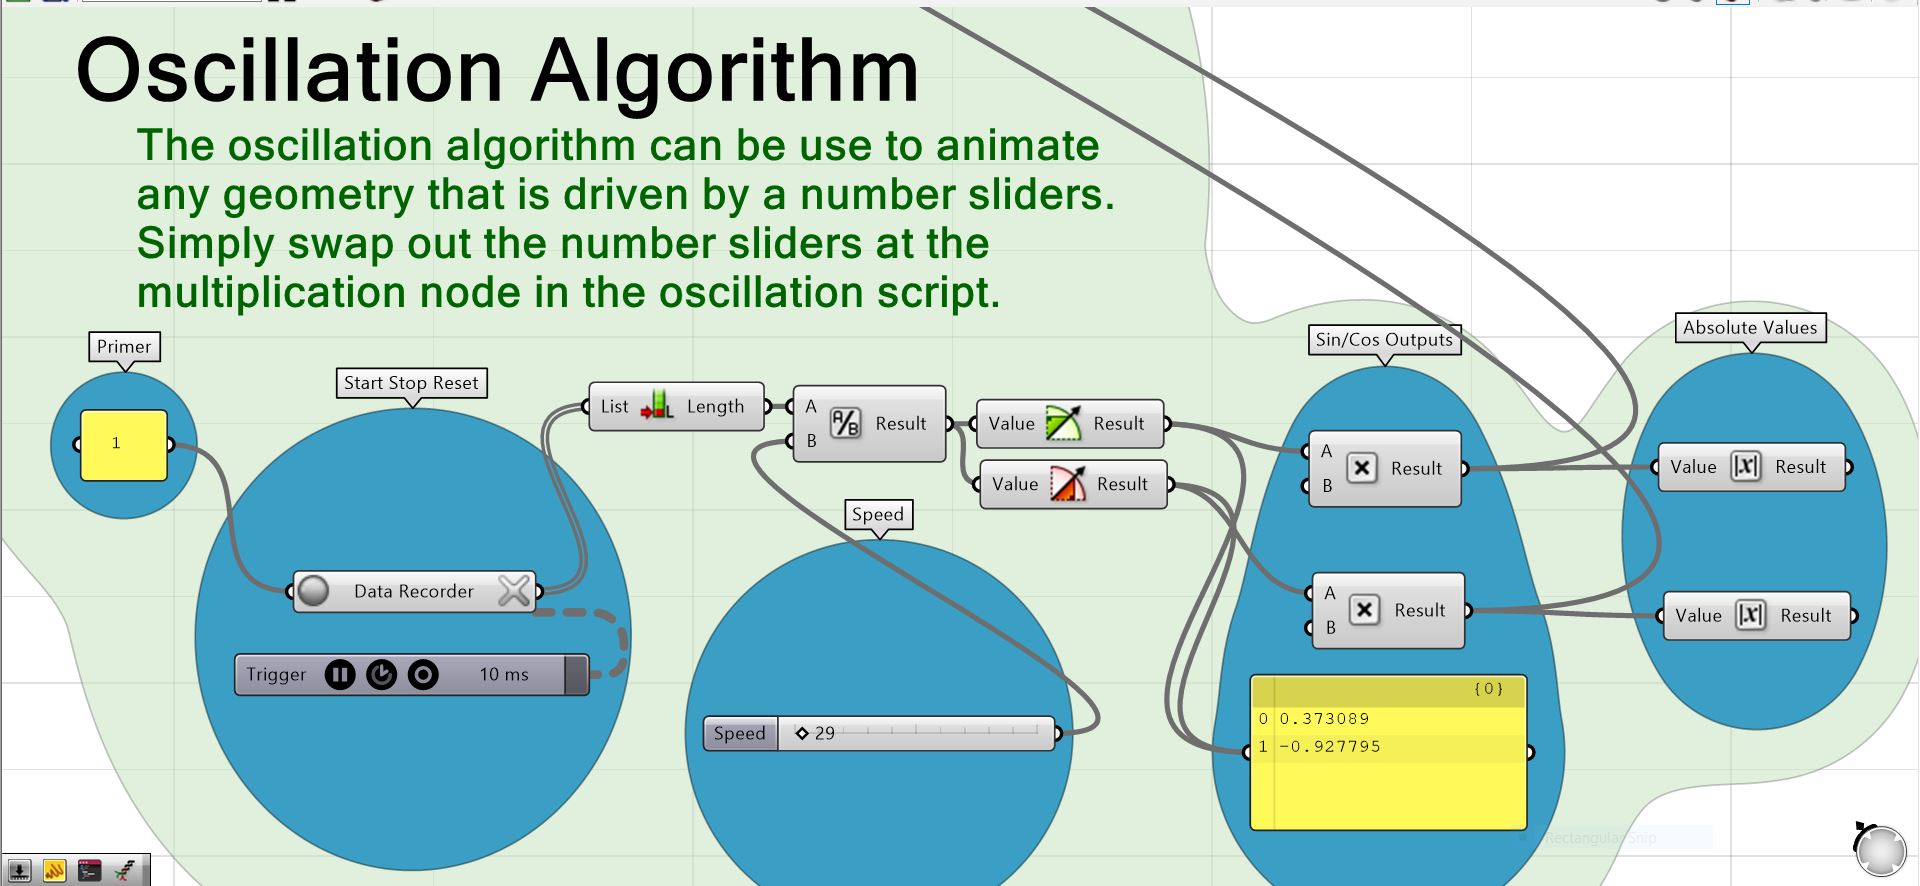 Oscillation Algorithm
The oscillation algorithm can be use to animate
any geometry that is driven by a number sliders.
Simply swap out the number sliders at the
multiplication node in the oscillation script.
Primer
1
Start Stop Reset
Data Recorder
Trigger 10 ms
List Length
A
B
A/B
Result
Speed
Speed 29
Value Result
Value Result
Sin/Cos Outputs
A
B
Result
A
B
Result
{0}
0 0.373089
1 -0.927795
Absolute Values
Value |x| Result
Value |x| Result
Rectangular Snip